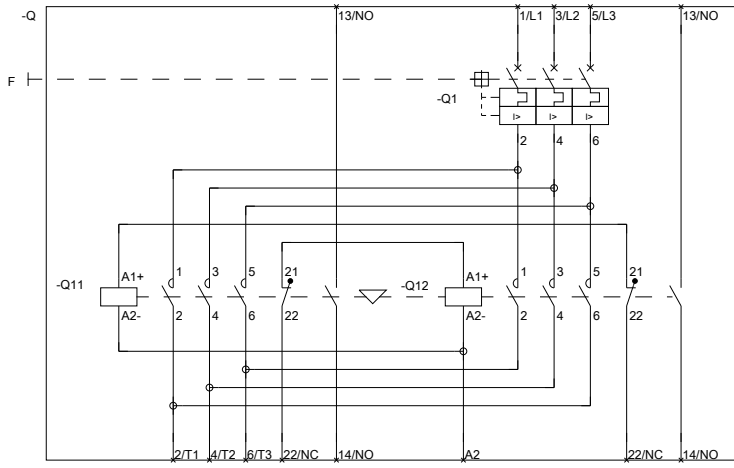 -Q 13/NO 1/L1 3/L2 5/L3 13/NO
F
-Q1
I> I> I>
2 4 6
A1+ 1 3 5 21 A1+ 1 3 5 21
-Q11 -Q12
A2- 2 4 6 22 A2- 2 4 6 22
2/T1 4/T2 6/T3 22/NC 14/NO A2 22/NC 14/NO